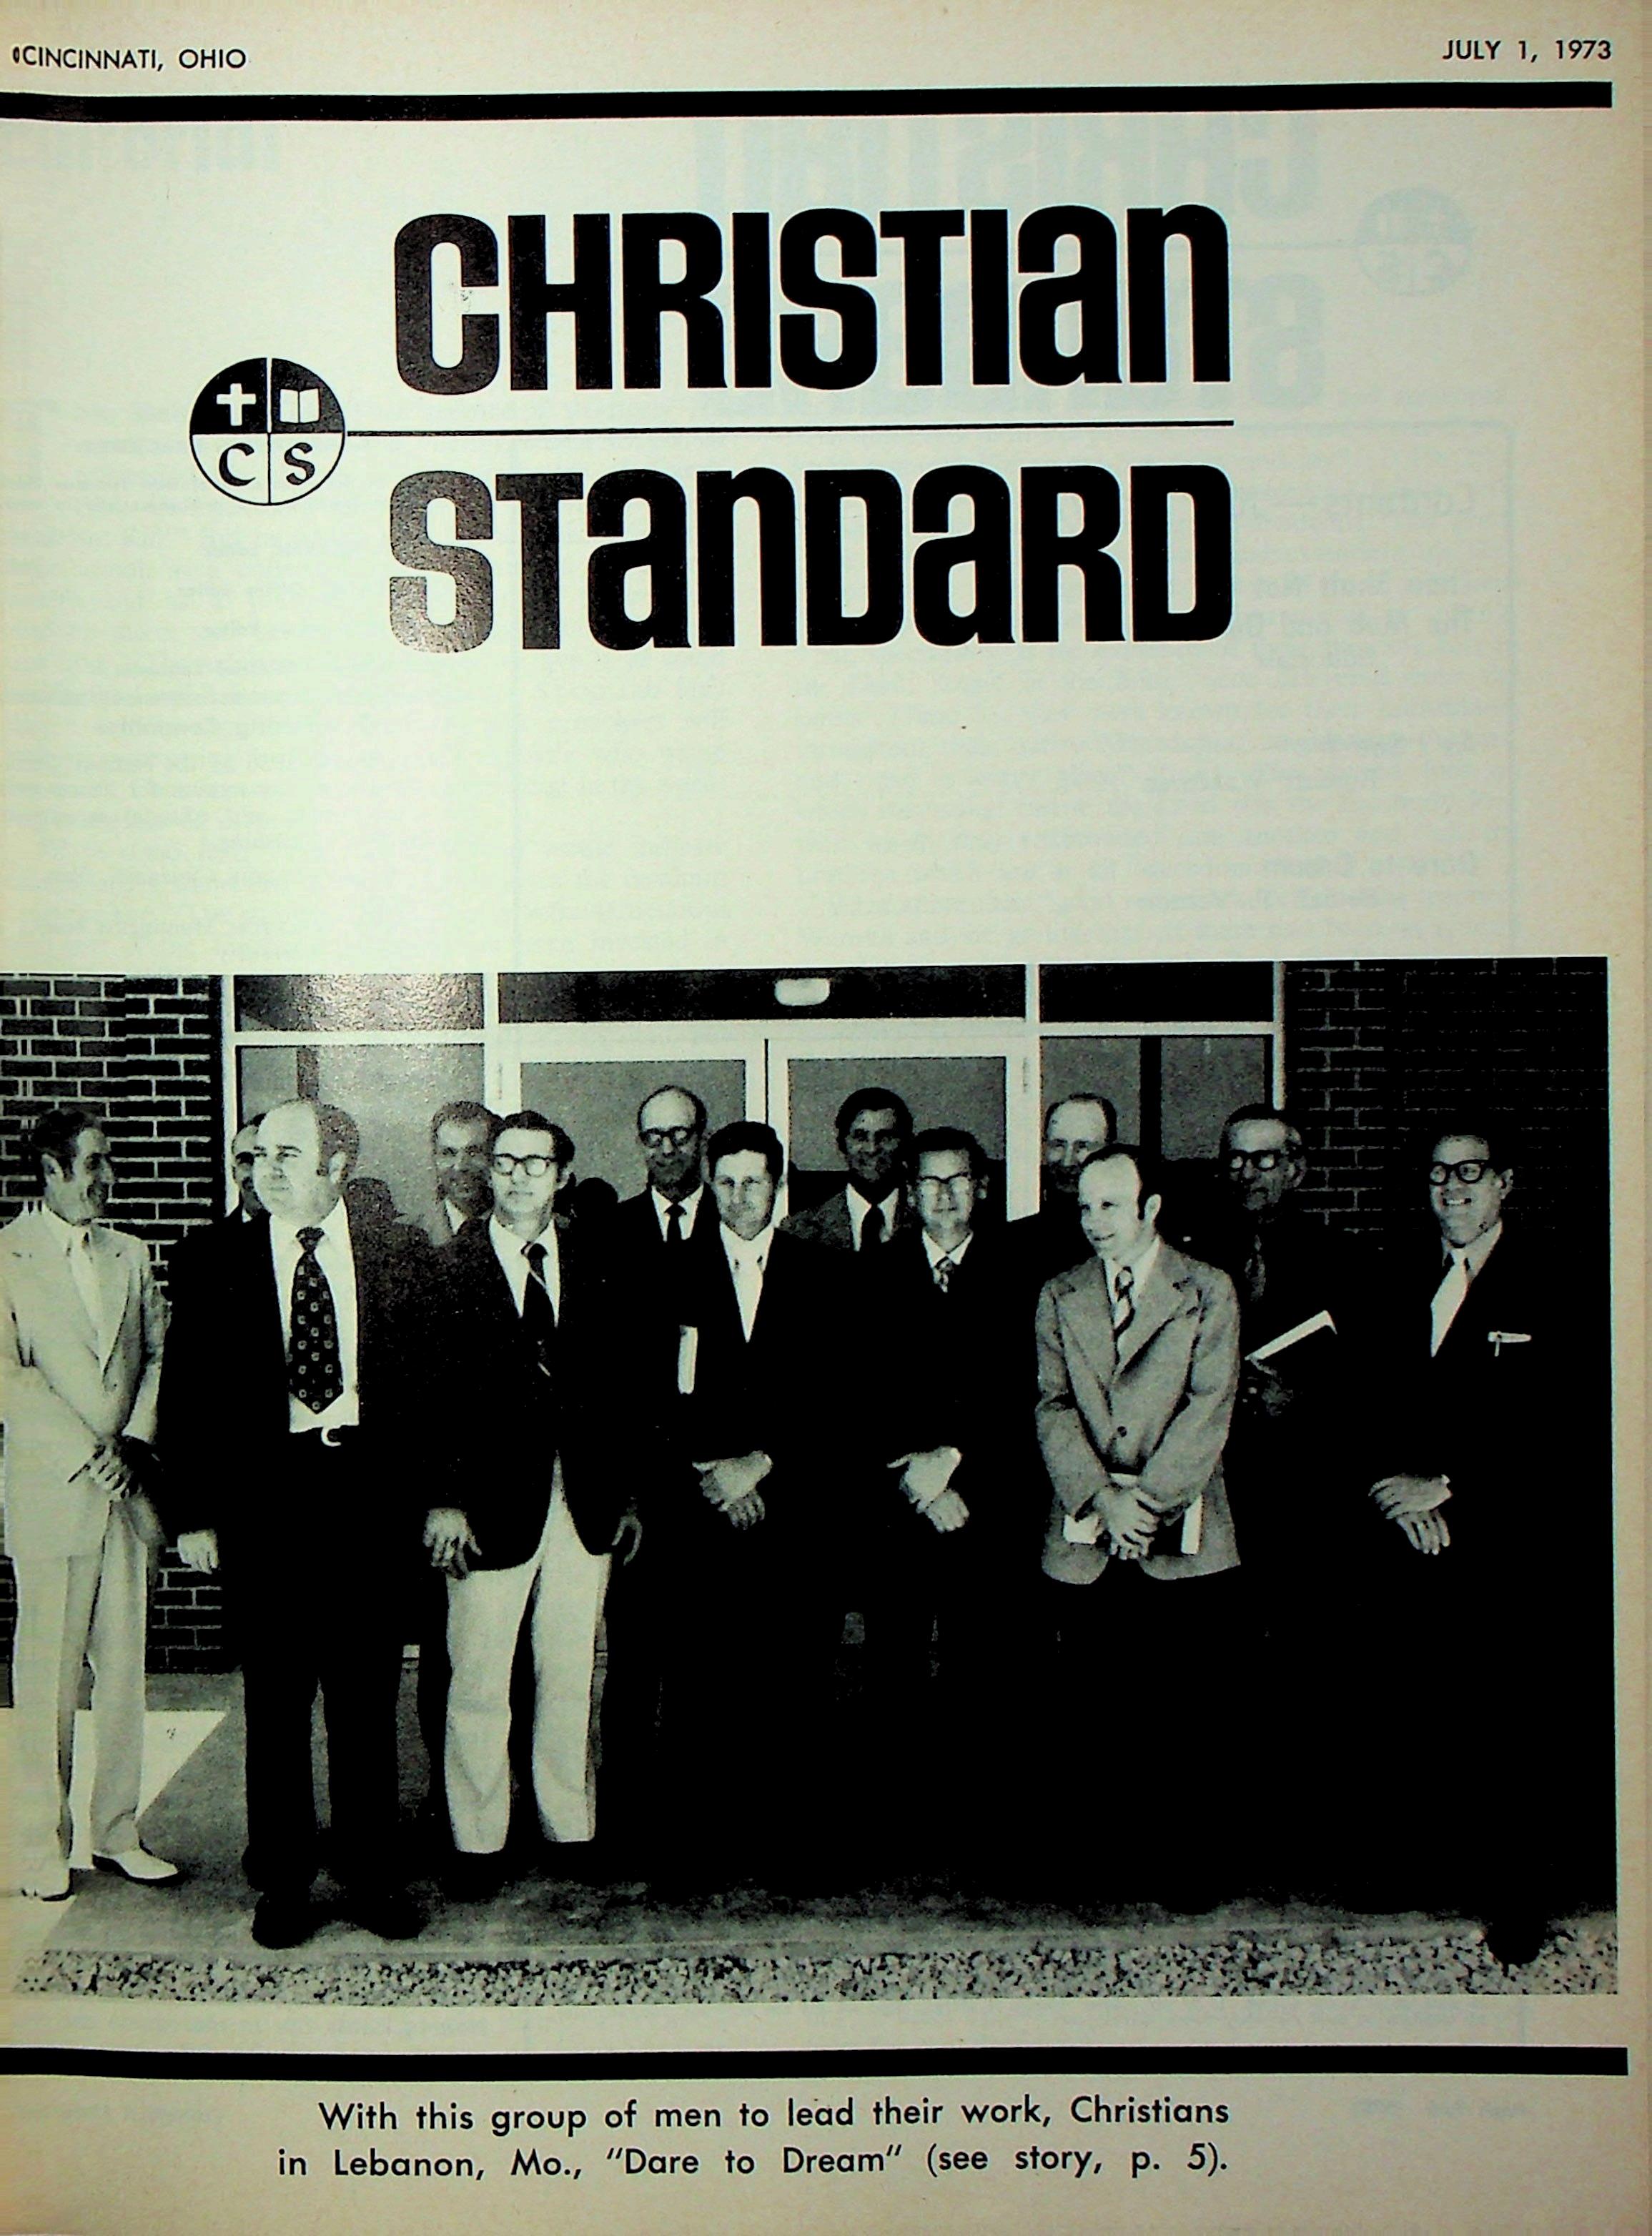 CINCINNATI, OHIO
JULY 1, 1973
CHRISTIAN
C S
STANDARD
With this group of men to lead their work, Christians
in Lebanon, Mo., "Dare to Dream" (see story, p. 5).